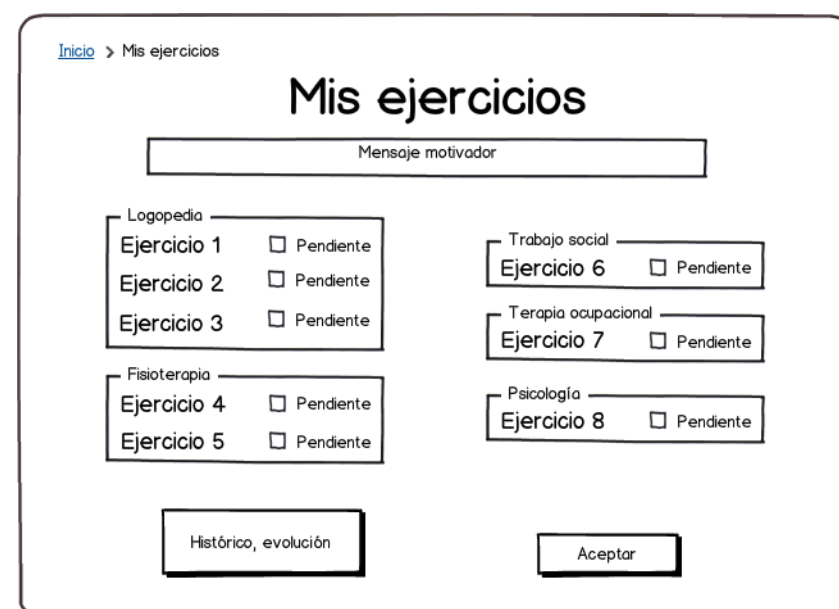 Inicio > Mis ejercicios
Mis ejercicios
Mensaje motivador
Logopedia
Ejercicio 1 Pendiente
Ejercicio 2 Pendiente
Ejercicio 3 Pendiente
Fisioterapia
Ejercicio 4 Pendiente
Ejercicio 5 Pendiente
Trabajo social
Ejercicio 6 Pendiente
Terapia ocupacional
Ejercicio 7 Pendiente
Psicología
Ejercicio 8 Pendiente
Histórico, evolución
Aceptar